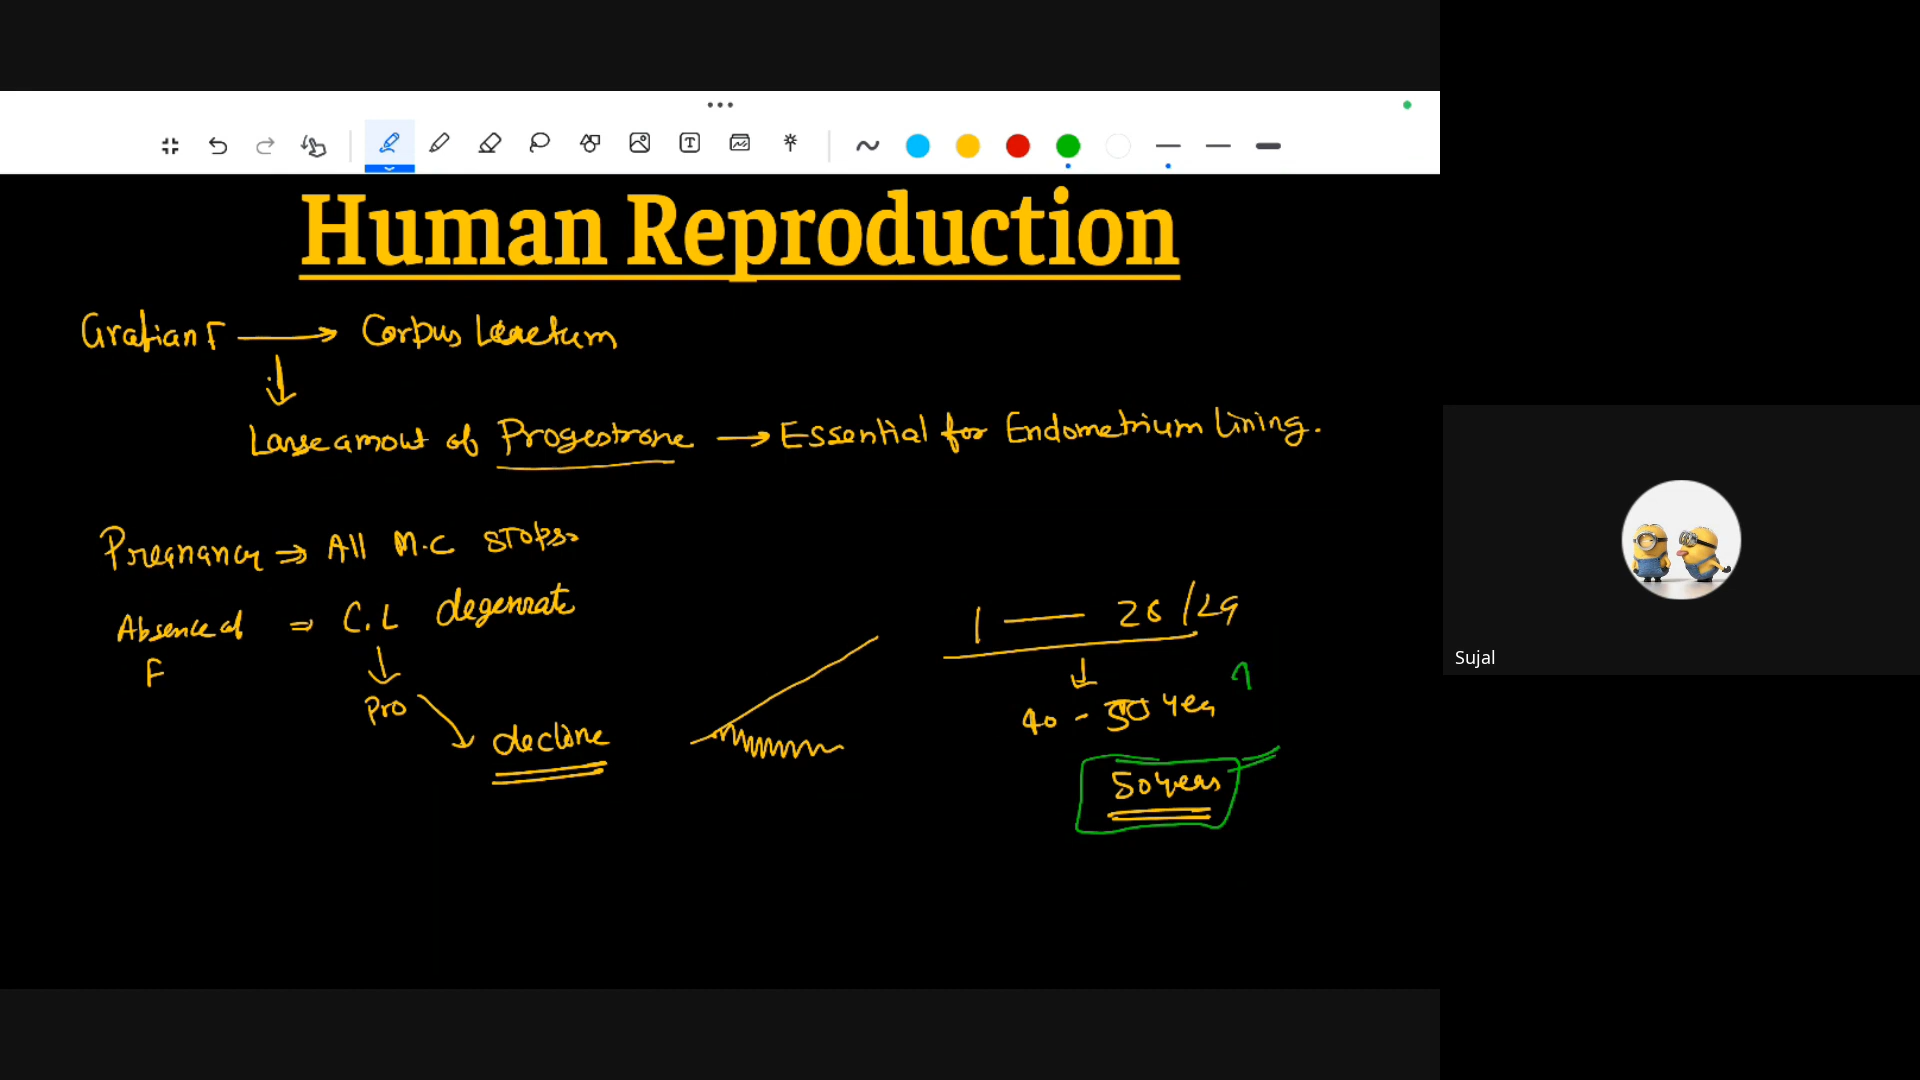 Human Reproduction
Grafian F → Corpus Leuetum
↓
Large amout of Progestrone → Essential for Endometrium lining.
Pregnancy ⇒ All M.C stops
Absence of F ⇒ C.L degenrate
↓
Pro
decline
1 — 28/29
↓
40 - 50 yea
50 years
Sujal